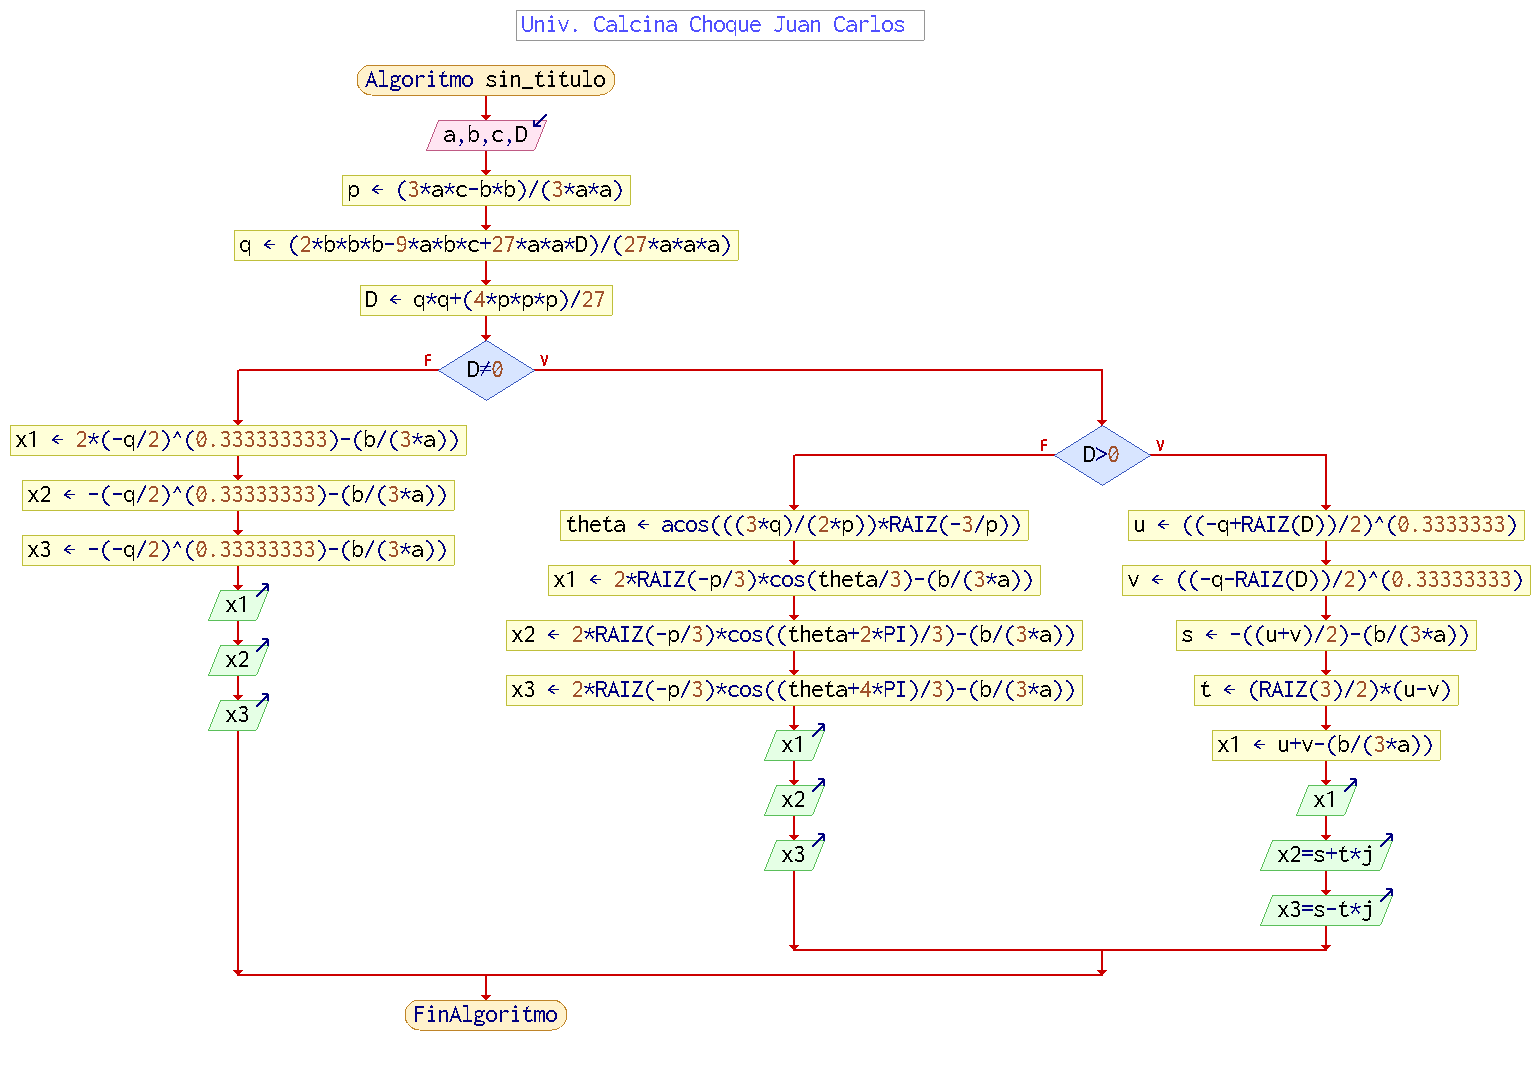 Univ. Calcina Choque Juan Carlos
Algoritmo sin_titulo
a,b,c,D
p ← (3*a*c-b*b)/(3*a*a)
q ← (2*b*b*b-9*a*b*c+27*a*a*D)/(27*a*a*a)
D ← q*q+(4*p*p*p)/27
D≠0
F
V
x1 ← 2*(-q/2)^(0.333333333)-(b/(3*a))
x2 ← -(-q/2)^(0.33333333)-(b/(3*a))
x3 ← -(-q/2)^(0.33333333)-(b/(3*a))
x1
x2
x3
D>0
F
V
theta ← acos(((3*q)/(2*p))*RAIZ(-3/p))
x1 ← 2*RAIZ(-p/3)*cos(theta/3)-(b/(3*a))
x2 ← 2*RAIZ(-p/3)*cos((theta+2*PI)/3)-(b/(3*a))
x3 ← 2*RAIZ(-p/3)*cos((theta+4*PI)/3)-(b/(3*a))
x1
x2
x3
u ← ((-q+RAIZ(D))/2)^(0.3333333)
v ← ((-q-RAIZ(D))/2)^(0.33333333)
s ← -((u+v)/2)-(b/(3*a))
t ← (RAIZ(3)/2)*(u-v)
x1 ← u+v-(b/(3*a))
x1
x2=s+t*j
x3=s-t*j
FinAlgoritmo